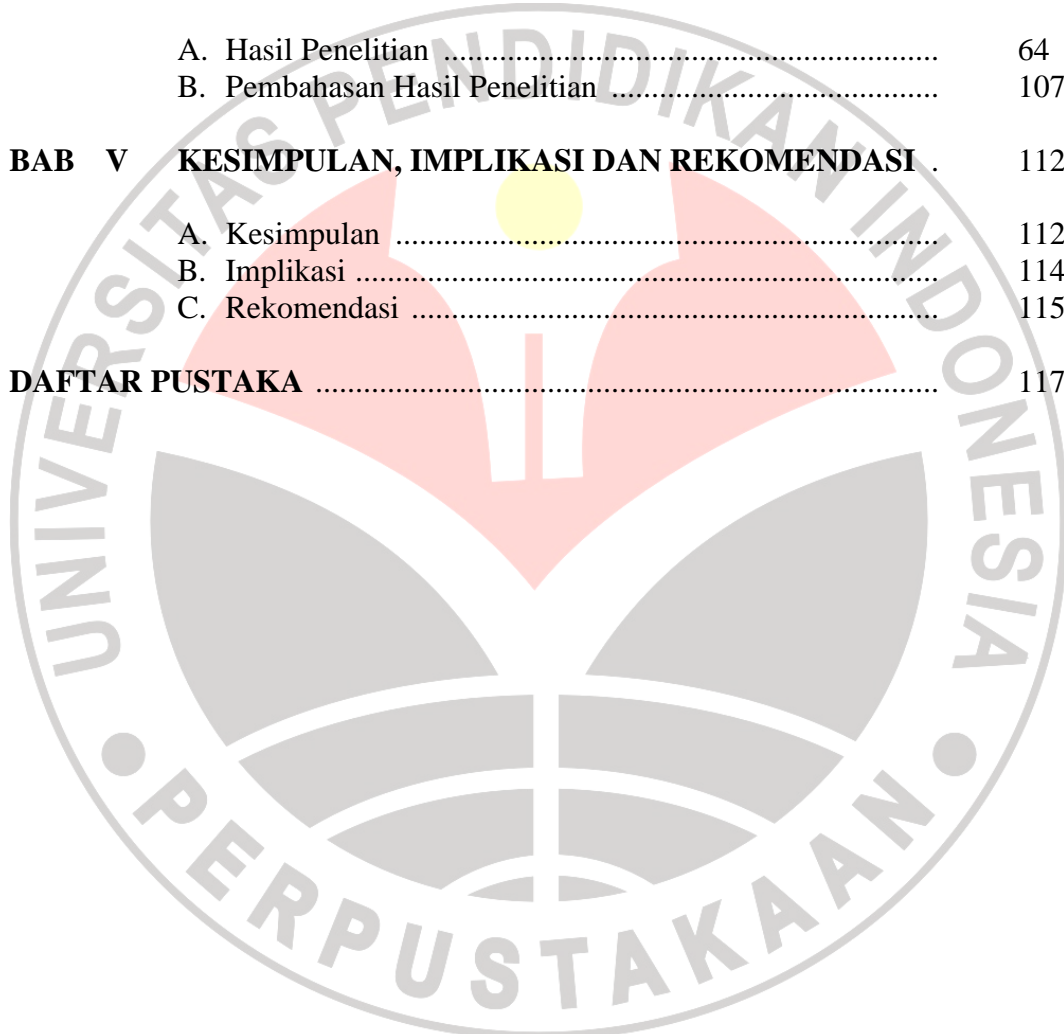 A. Hasil Penelitian .............................................................. 64
B. Pembahasan Hasil Penelitian ......................................... 107
BAB V KESIMPULAN, IMPLIKASI DAN REKOMENDASI . 112
A. Kesimpulan .................................................................... 112
B. Implikasi ......................................................................... 114
C. Rekomendasi .................................................................. 115
DAFTAR PUSTAKA .............................................................................. 117
UNIVERSITAS PENDIDIKAN INDONESIA
PERPUSTAKAAN